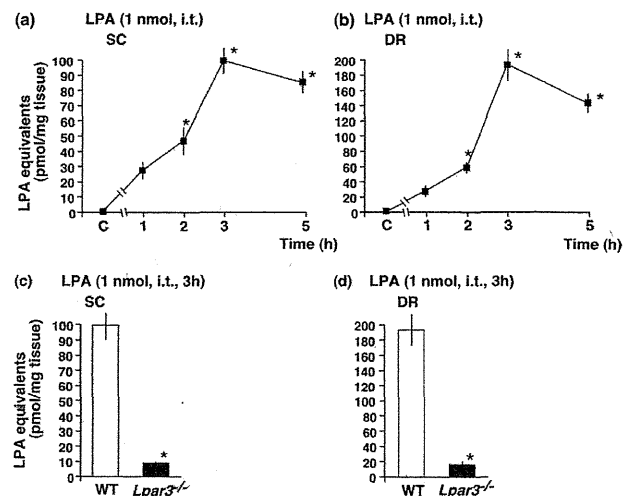 (a) LPA (1 nmol, i.t.)
SC
LPA equivalents
(pmol/mg tissue)
100
90
80
70
60
50
40
30
20
10
0
*
*
*
C 1 2 3 5
Time (h)
(b) LPA (1 nmol, i.t.)
DR
200
180
160
140
120
100
80
60
40
20
0
*
*
*
C 1 2 3 5
Time (h)
(c) LPA (1 nmol, i.t., 3h)
SC
LPA equivalents
(pmol/mg tissue)
100
90
80
70
60
50
40
30
20
10
0
*
WT Lpar3-/-
(d) LPA (1 nmol, i.t., 3h)
DR
200
180
160
140
120
100
80
60
40
20
0
*
WT Lpar3-/-